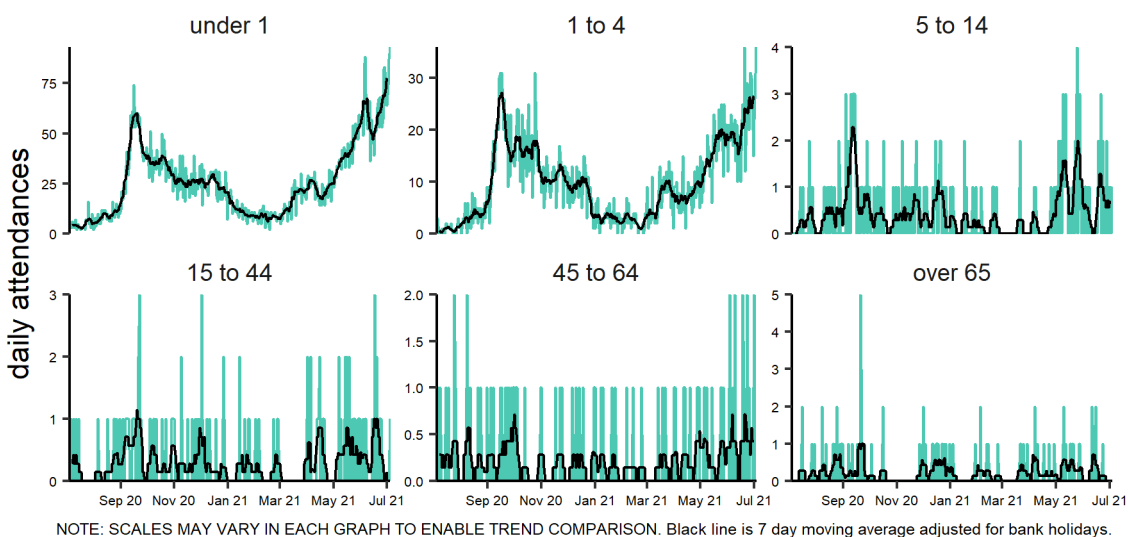 under 1
1 to 4
5 to 14
75
50
25
0
30
20
10
0
4
3
2
1
0
daily attendances
15 to 44
45 to 64
over 65
3
2
1
0
2.0
1.5
1.0
0.5
0.0
5
4
3
2
1
0
Sep 20 Nov 20 Jan 21 Mar 21 May 21 Jul 21
Sep 20 Nov 20 Jan 21 Mar 21 May 21 Jul 21
Sep 20 Nov 20 Jan 21 Mar 21 May 21 Jul 21
NOTE: SCALES MAY VARY IN EACH GRAPH TO ENABLE TREND COMPARISON. Black line is 7 day moving average adjusted for bank holidays.